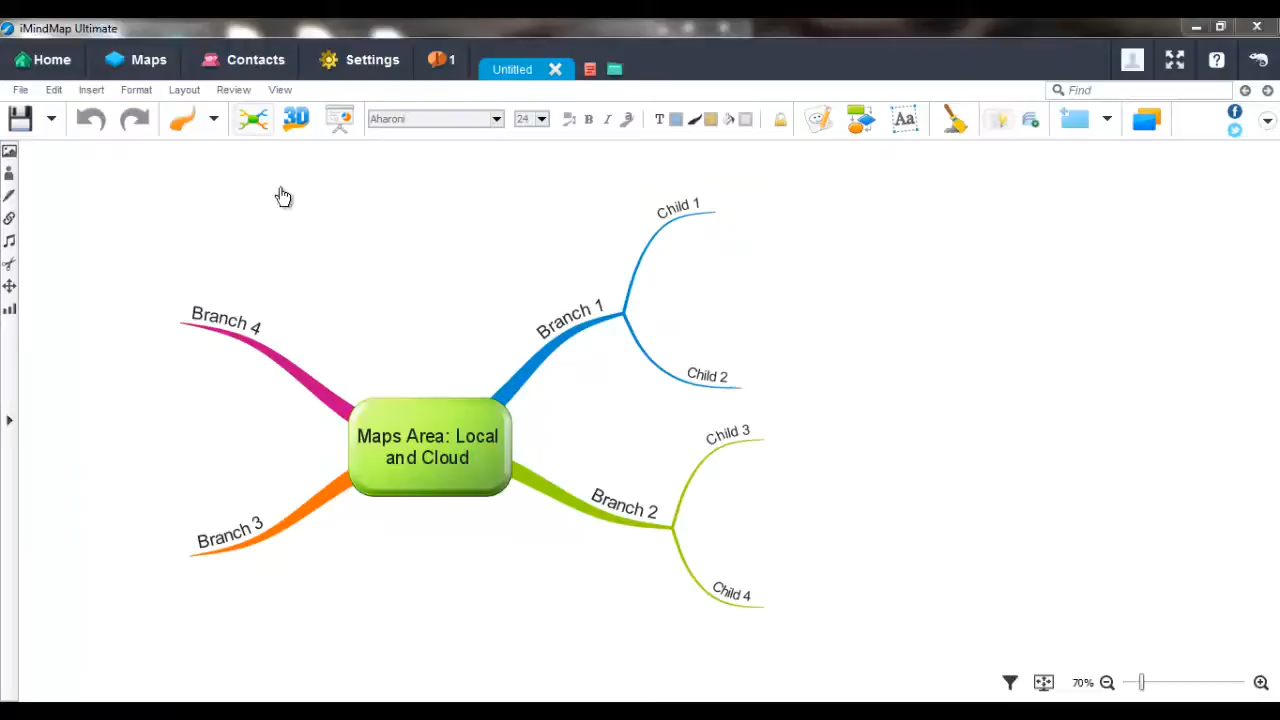 iMindMap Ultimate
Home
Maps
Contacts
Settings
1
Untitled
File
Edit
Insert
Format
Layout
Review
View
Find
Aharoni
24
B
I
T
3D
Aa
Child 1
Branch 1
Branch 4
Child 2
Maps Area: Local
and Cloud
Child 3
Branch 2
Branch 3
Child 4
70%